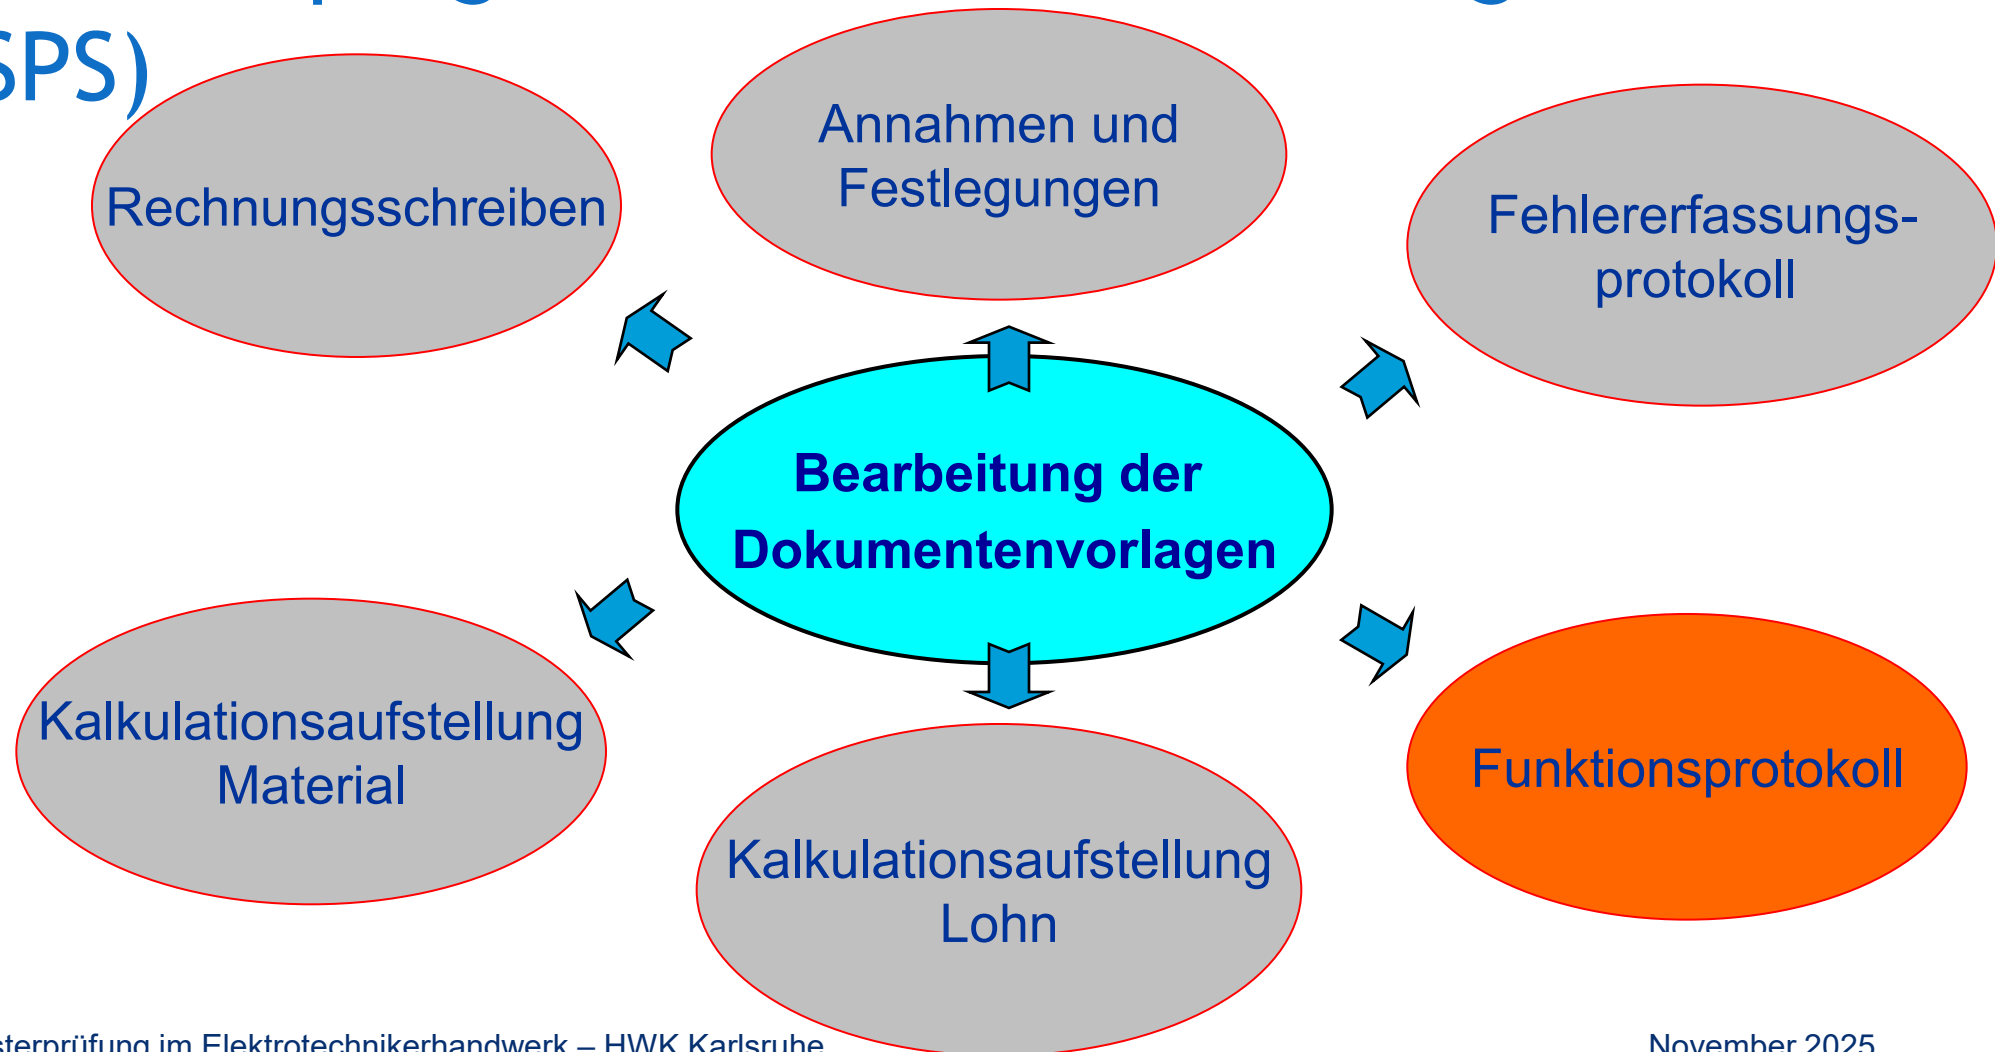 SPS)
Rechnungsschreiben
Annahmen und
Festlegungen
Fehlererfassungs-
protokoll
Bearbeitung der
Dokumentenvorlagen
Kalkulationsaufstellung
Material
Kalkulationsaufstellung
Lohn
Funktionsprotokoll
sterprüfung im Elektrotechnikerhandwerk – HWK Karlsruhe
November 2025